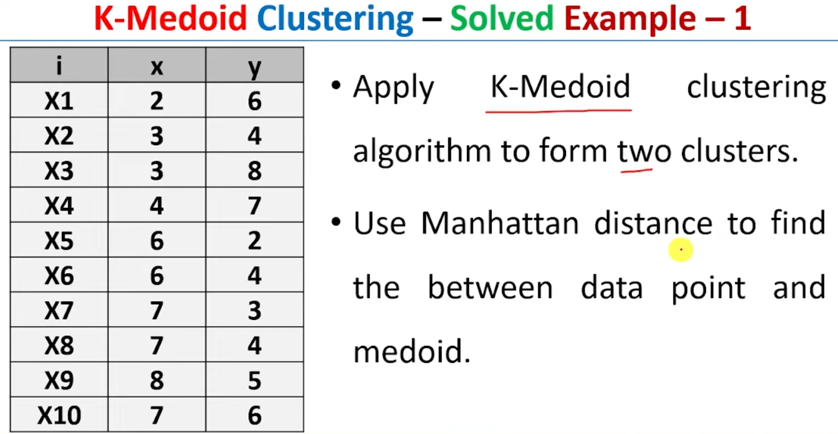 K-Medoid Clustering – Solved Example – 1
i x y
X1 2 6
X2 3 4
X3 3 8
X4 4 7
X5 6 2
X6 6 4
X7 7 3
X8 7 4
X9 8 5
X10 7 6
• Apply K-Medoid clustering
algorithm to form two clusters.
• Use Manhattan distance to find
the between data point and
medoid.